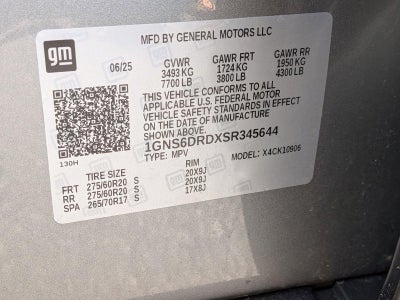 gm
MFD BY GENERAL MOTORS LLC
06/25 GVWR GAWR FRT GAWR RR
3493 KG 1724 KG 1950 KG
7700 LB 3800 LB 4300 LB
THIS VEHICLE CONFORMS TO ALL
APPLICABLE U.S. FEDERAL MOTOR
VEHICLE SAFETY STANDARDS IN EFFECT
ON THE DATE OF MANUFACTURE
SHOWN ABOVE.
1GNS6DRDXSR345644
130H TYPE: MPV MODEL: X4CK10906
TIRE SIZE RIM
FRT 275/60R20 S 20X9J
RR 275/60R20 S 20X9J
SPA 265/70R17 S 17X8J